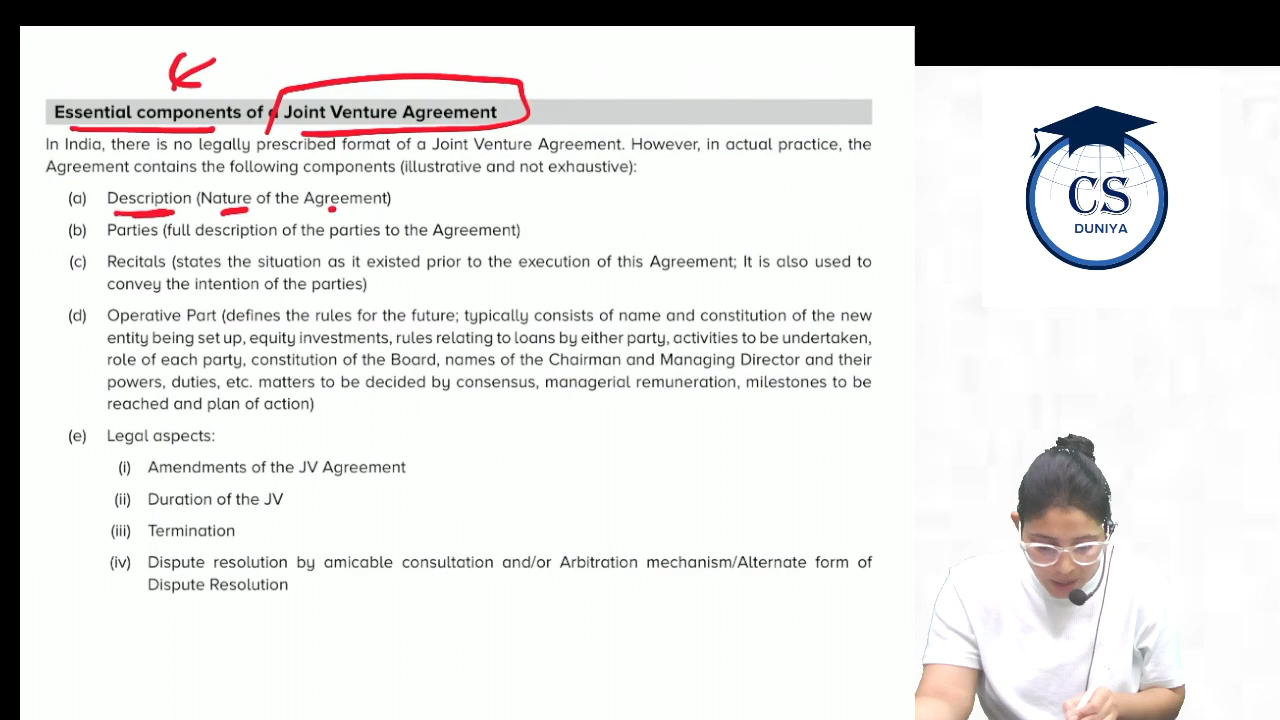 Essential components of a Joint Venture Agreement
In India, there is no legally prescribed format of a Joint Venture Agreement. However, in actual practice, the
Agreement contains the following components (illustrative and not exhaustive):
(a) Description (Nature of the Agreement)
(b) Parties (full description of the parties to the Agreement)
(c) Recitals (states the situation as it existed prior to the execution of this Agreement; It is also used to
convey the intention of the parties)
(d) Operative Part (defines the rules for the future; typically consists of name and constitution of the new
entity being set up, equity investments, rules relating to loans by either party, activities to be undertaken,
role of each party, constitution of the Board, names of the Chairman and Managing Director and their
powers, duties, etc. matters to be decided by consensus, managerial remuneration, milestones to be
reached and plan of action)
(e) Legal aspects:
(i) Amendments of the JV Agreement
(ii) Duration of the JV
(iii) Termination
(iv) Dispute resolution by amicable consultation and/or Arbitration mechanism/Alternate form of
Dispute Resolution
CS
DUNIYA